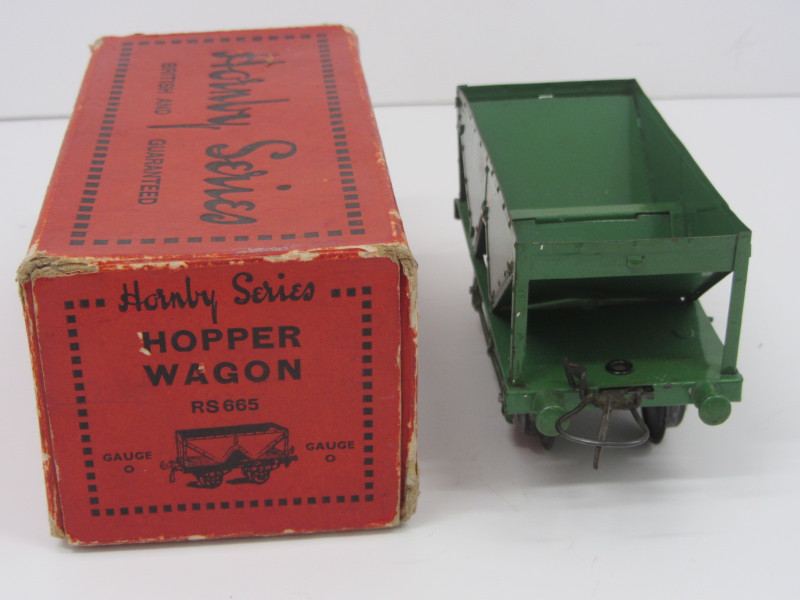 Hornby Series
BRITISH AND GUARANTEED
Hornby Series
HOPPER
WAGON
RS 665
GAUGE
O
GAUGE
O